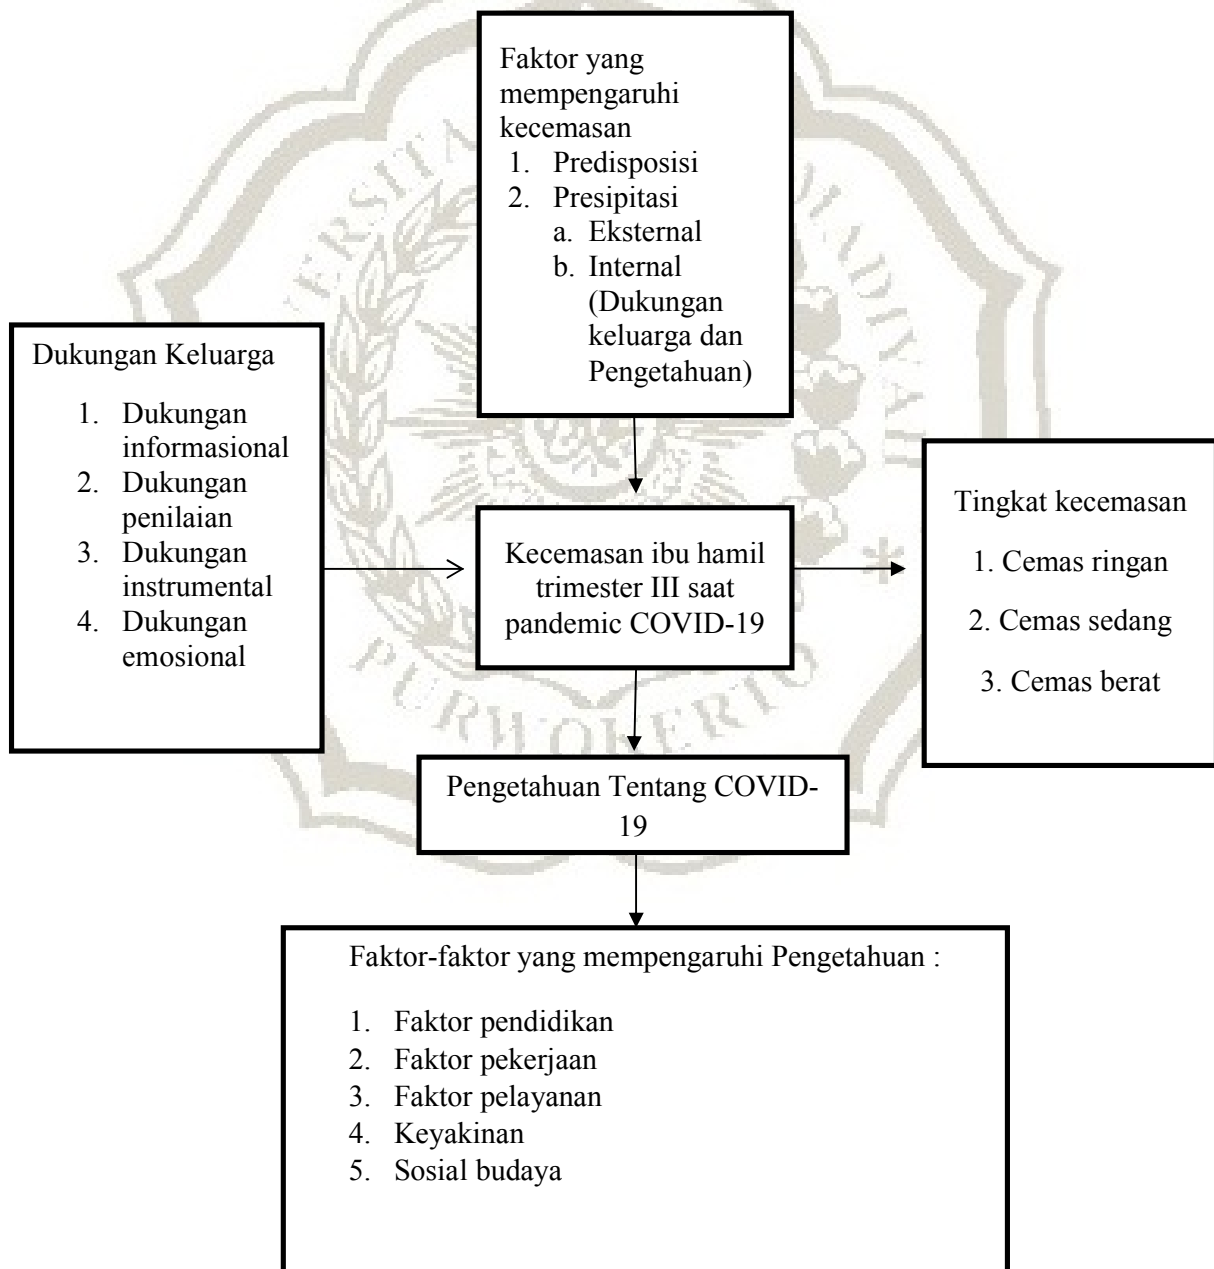 Faktor yang
mempengaruhi
kecemasan
1. Predisposisi
2. Presipitasi
a. Eksternal
b. Internal
(Dukungan
keluarga dan
Pengetahuan)
Dukungan Keluarga
1. Dukungan
informasional
2. Dukungan
penilaian
3. Dukungan
instrumental
4. Dukungan
emosional
Kecemasan ibu hamil
trimester III saat
pandemic COVID-19
Tingkat kecemasan
1. Cemas ringan
2. Cemas sedang
3. Cemas berat
Pengetahuan Tentang COVID-
19
Faktor-faktor yang mempengaruhi Pengetahuan :
1. Faktor pendidikan
2. Faktor pekerjaan
3. Faktor pelayanan
4. Keyakinan
5. Sosial budaya
PURWOKERTO